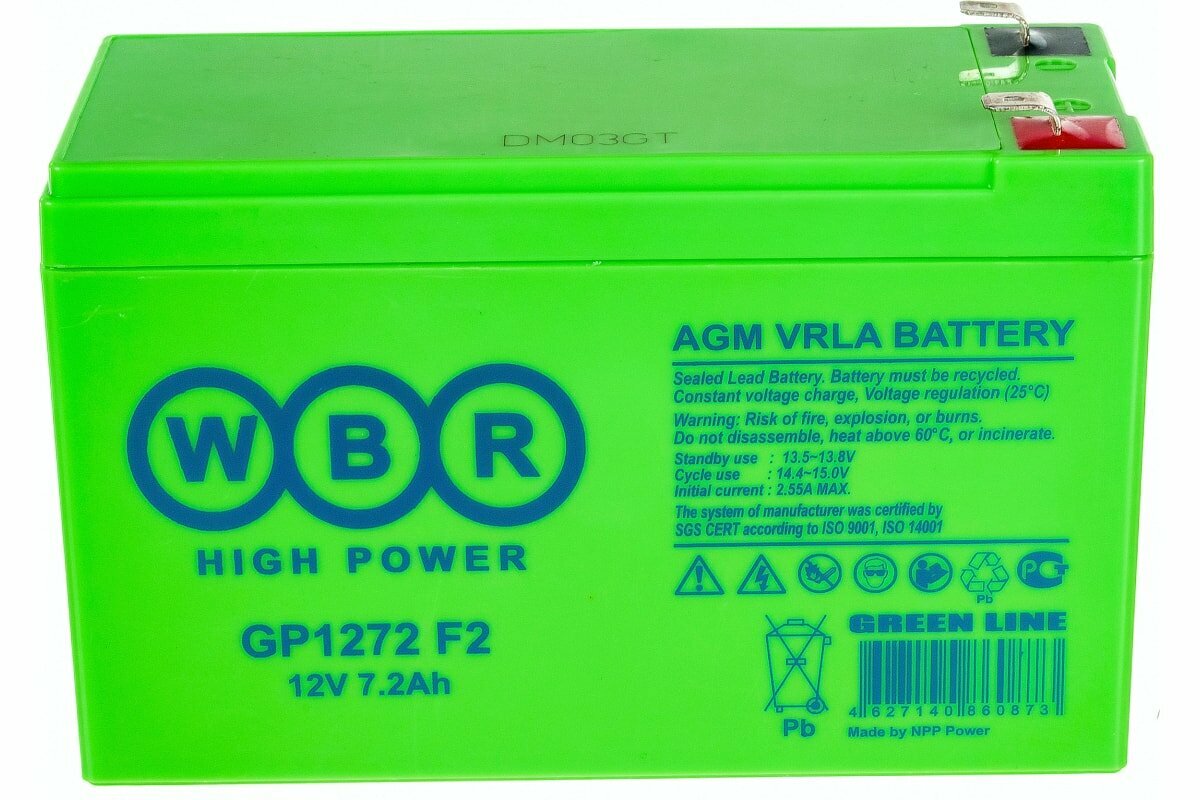 DM03GT
WBR
HIGH POWER
GP1272 F2
12V 7.2Ah
AGM VRLA BATTERY
Sealed Lead Battery. Battery must be recycled.
Constant voltage charge, Voltage regulation (25°C)
Warning: Risk of fire, explosion, or burns.
Do not disassemble, heat above 60°C, or incinerate.
Standby use : 13.5~13.8V
Cycle use : 14.4~15.0V
Initial current : 2.55A MAX.
The system of manufacturer was certified by
SGS CERT according to ISO 9001, ISO 14001
Pb
РСТ
Pb
GREEN LINE
4 627140 860873
Made by NPP Power